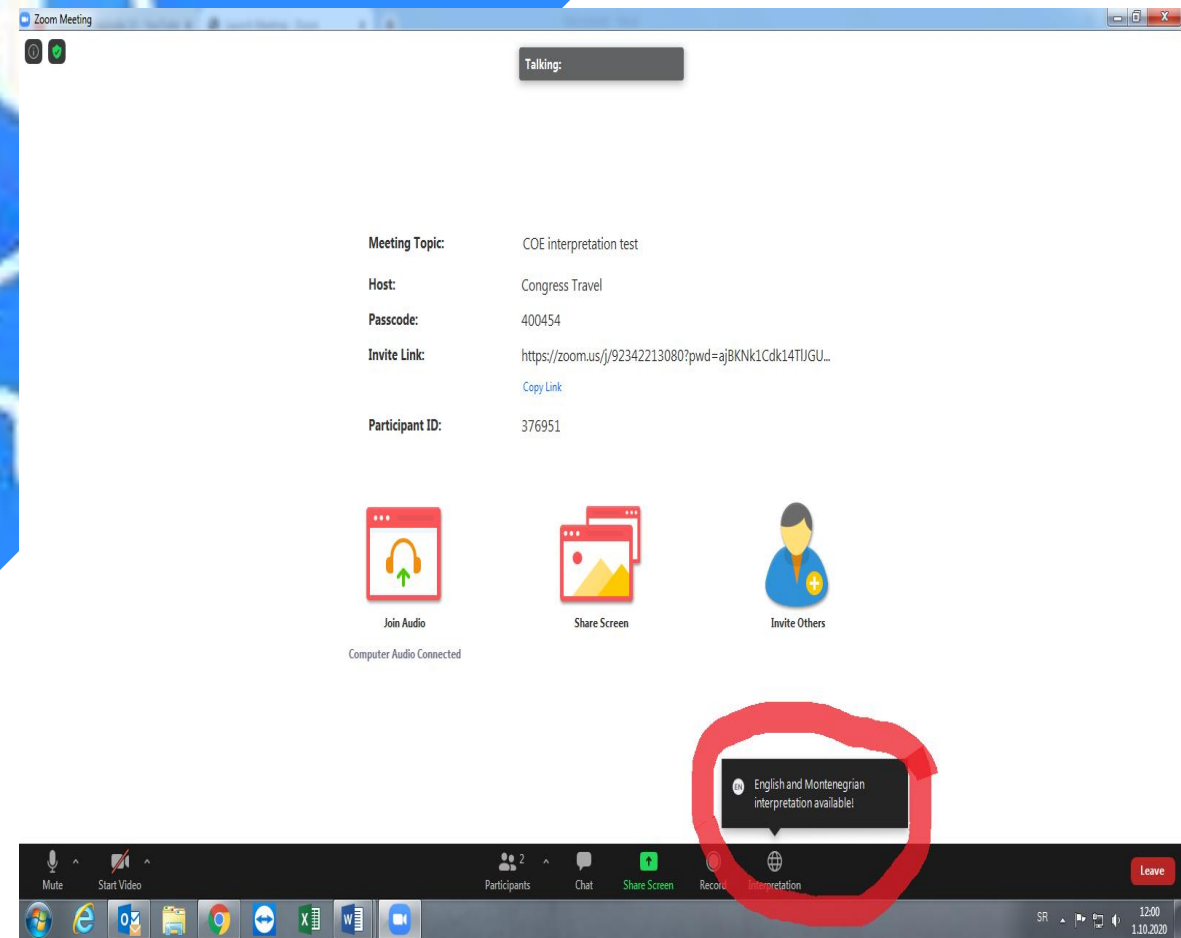 Zoom Meeting
Talking:
Meeting Topic: COE interpretation test
Host: Congress Travel
Passcode: 400454
Invite Link: https://zoom.us/j/92342213080?pwd=ajBKNk1Cdk14TlJGU...
Copy Link
Participant ID: 376951
Join Audio Share Screen Invite Others
Computer Audio Connected
EN English and Montenegrian
interpretation available!
2
Mute Start Video Participants Chat Share Screen Record Interpretation Leave
SR 12:00
1.10.2020